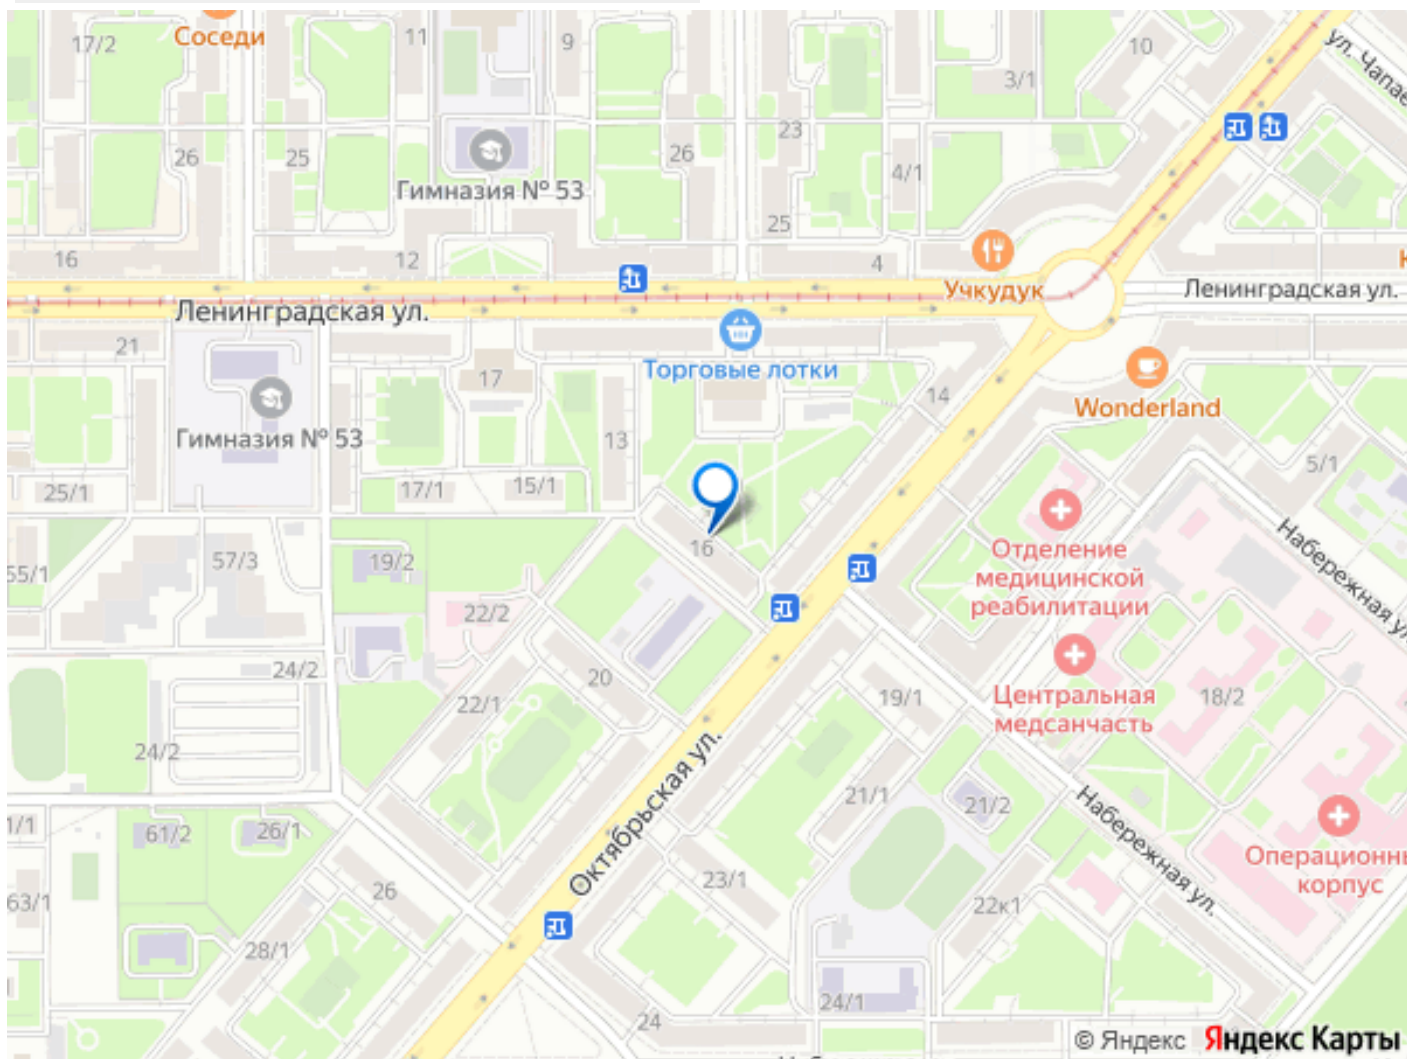 Соседи
17/2
11
9
10
ул. Чапае
3/1
26
25
23
26
4/1
Гимназия № 53
25
16
12
4
Учкудук
Ленинградская ул.
Ленинградская ул.
21
17
Торговые лотки
14
Wonderland
Гимназия № 53
13
5/1
25/1
17/1
15/1
16
Отделение
медицинской
реабилитации
Набережная ул.
55/1
57/3
19/2
22/2
24/2
20
22/1
19/1
Центральная
медсанчасть
18/2
24/2
Октябрьская ул.
21/1
21/2
Набережная ул.
1/1
61/2
26/1
Операционны
корпус
26
23/1
63/1
22к1
28/1
24/1
24
© Яндекс Яндекс Карты